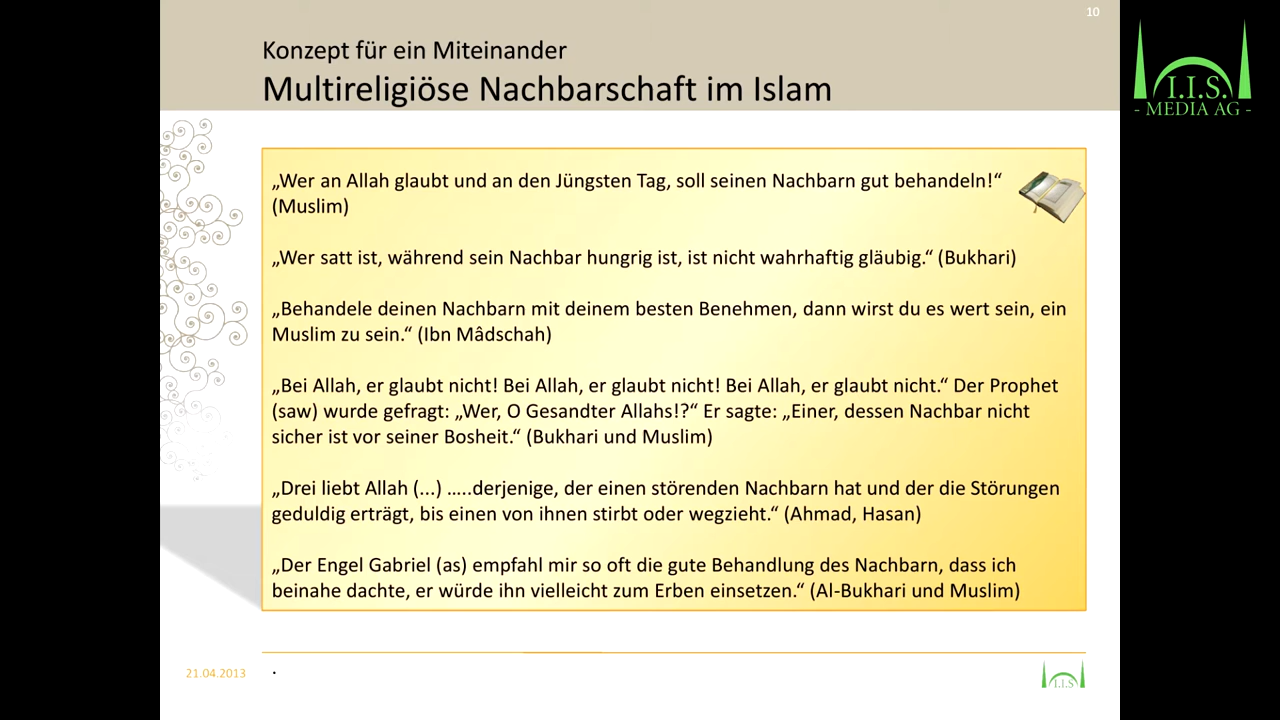 10
Konzept für ein Miteinander
Multireligiöse Nachbarschaft im Islam
I.I.S.
- MEDIA AG -
„Wer an Allah glaubt und an den Jüngsten Tag, soll seinen Nachbarn gut behandeln!“
(Muslim)
„Wer satt ist, während sein Nachbar hungrig ist, ist nicht wahrhaftig gläubig.“ (Bukhari)
„Behandele deinen Nachbarn mit deinem besten Benehmen, dann wirst du es wert sein, ein
Muslim zu sein.“ (Ibn Mâdschah)
„Bei Allah, er glaubt nicht! Bei Allah, er glaubt nicht! Bei Allah, er glaubt nicht.“ Der Prophet
(saw) wurde gefragt: „Wer, O Gesandter Allahs!?“ Er sagte: „Einer, dessen Nachbar nicht
sicher ist vor seiner Bosheit.“ (Bukhari und Muslim)
„Drei liebt Allah (...) …..derjenige, der einen störenden Nachbarn hat und der die Störungen
geduldig erträgt, bis einen von ihnen stirbt oder wegzieht.“ (Ahmad, Hasan)
„Der Engel Gabriel (as) empfahl mir so oft die gute Behandlung des Nachbarn, dass ich
beinahe dachte, er würde ihn vielleicht zum Erben einsetzen.“ (Al-Bukhari und Muslim)
21.04.2013
.
I.I.S